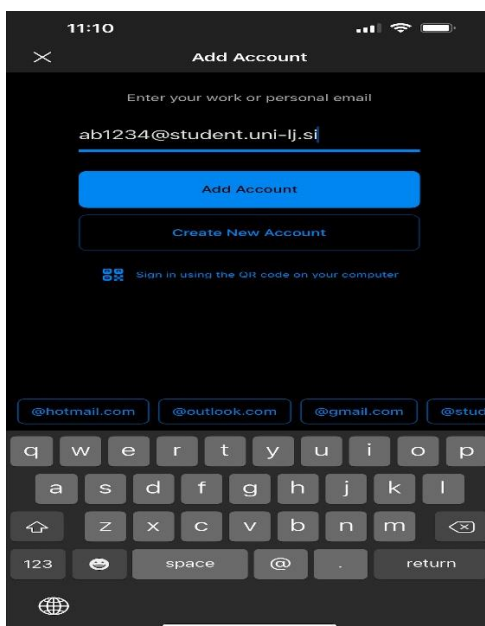 11:10
Add Account
Enter your work or personal email
ab1234@student.uni-lj.si
Add Account
Create New Account
Sign in using the QR code on your computer
@hotmail.com @outlook.com @gmail.com @stud
q w e r t y u i o p
a s d f g h j k l
z x c v b n m
123 space @ . return